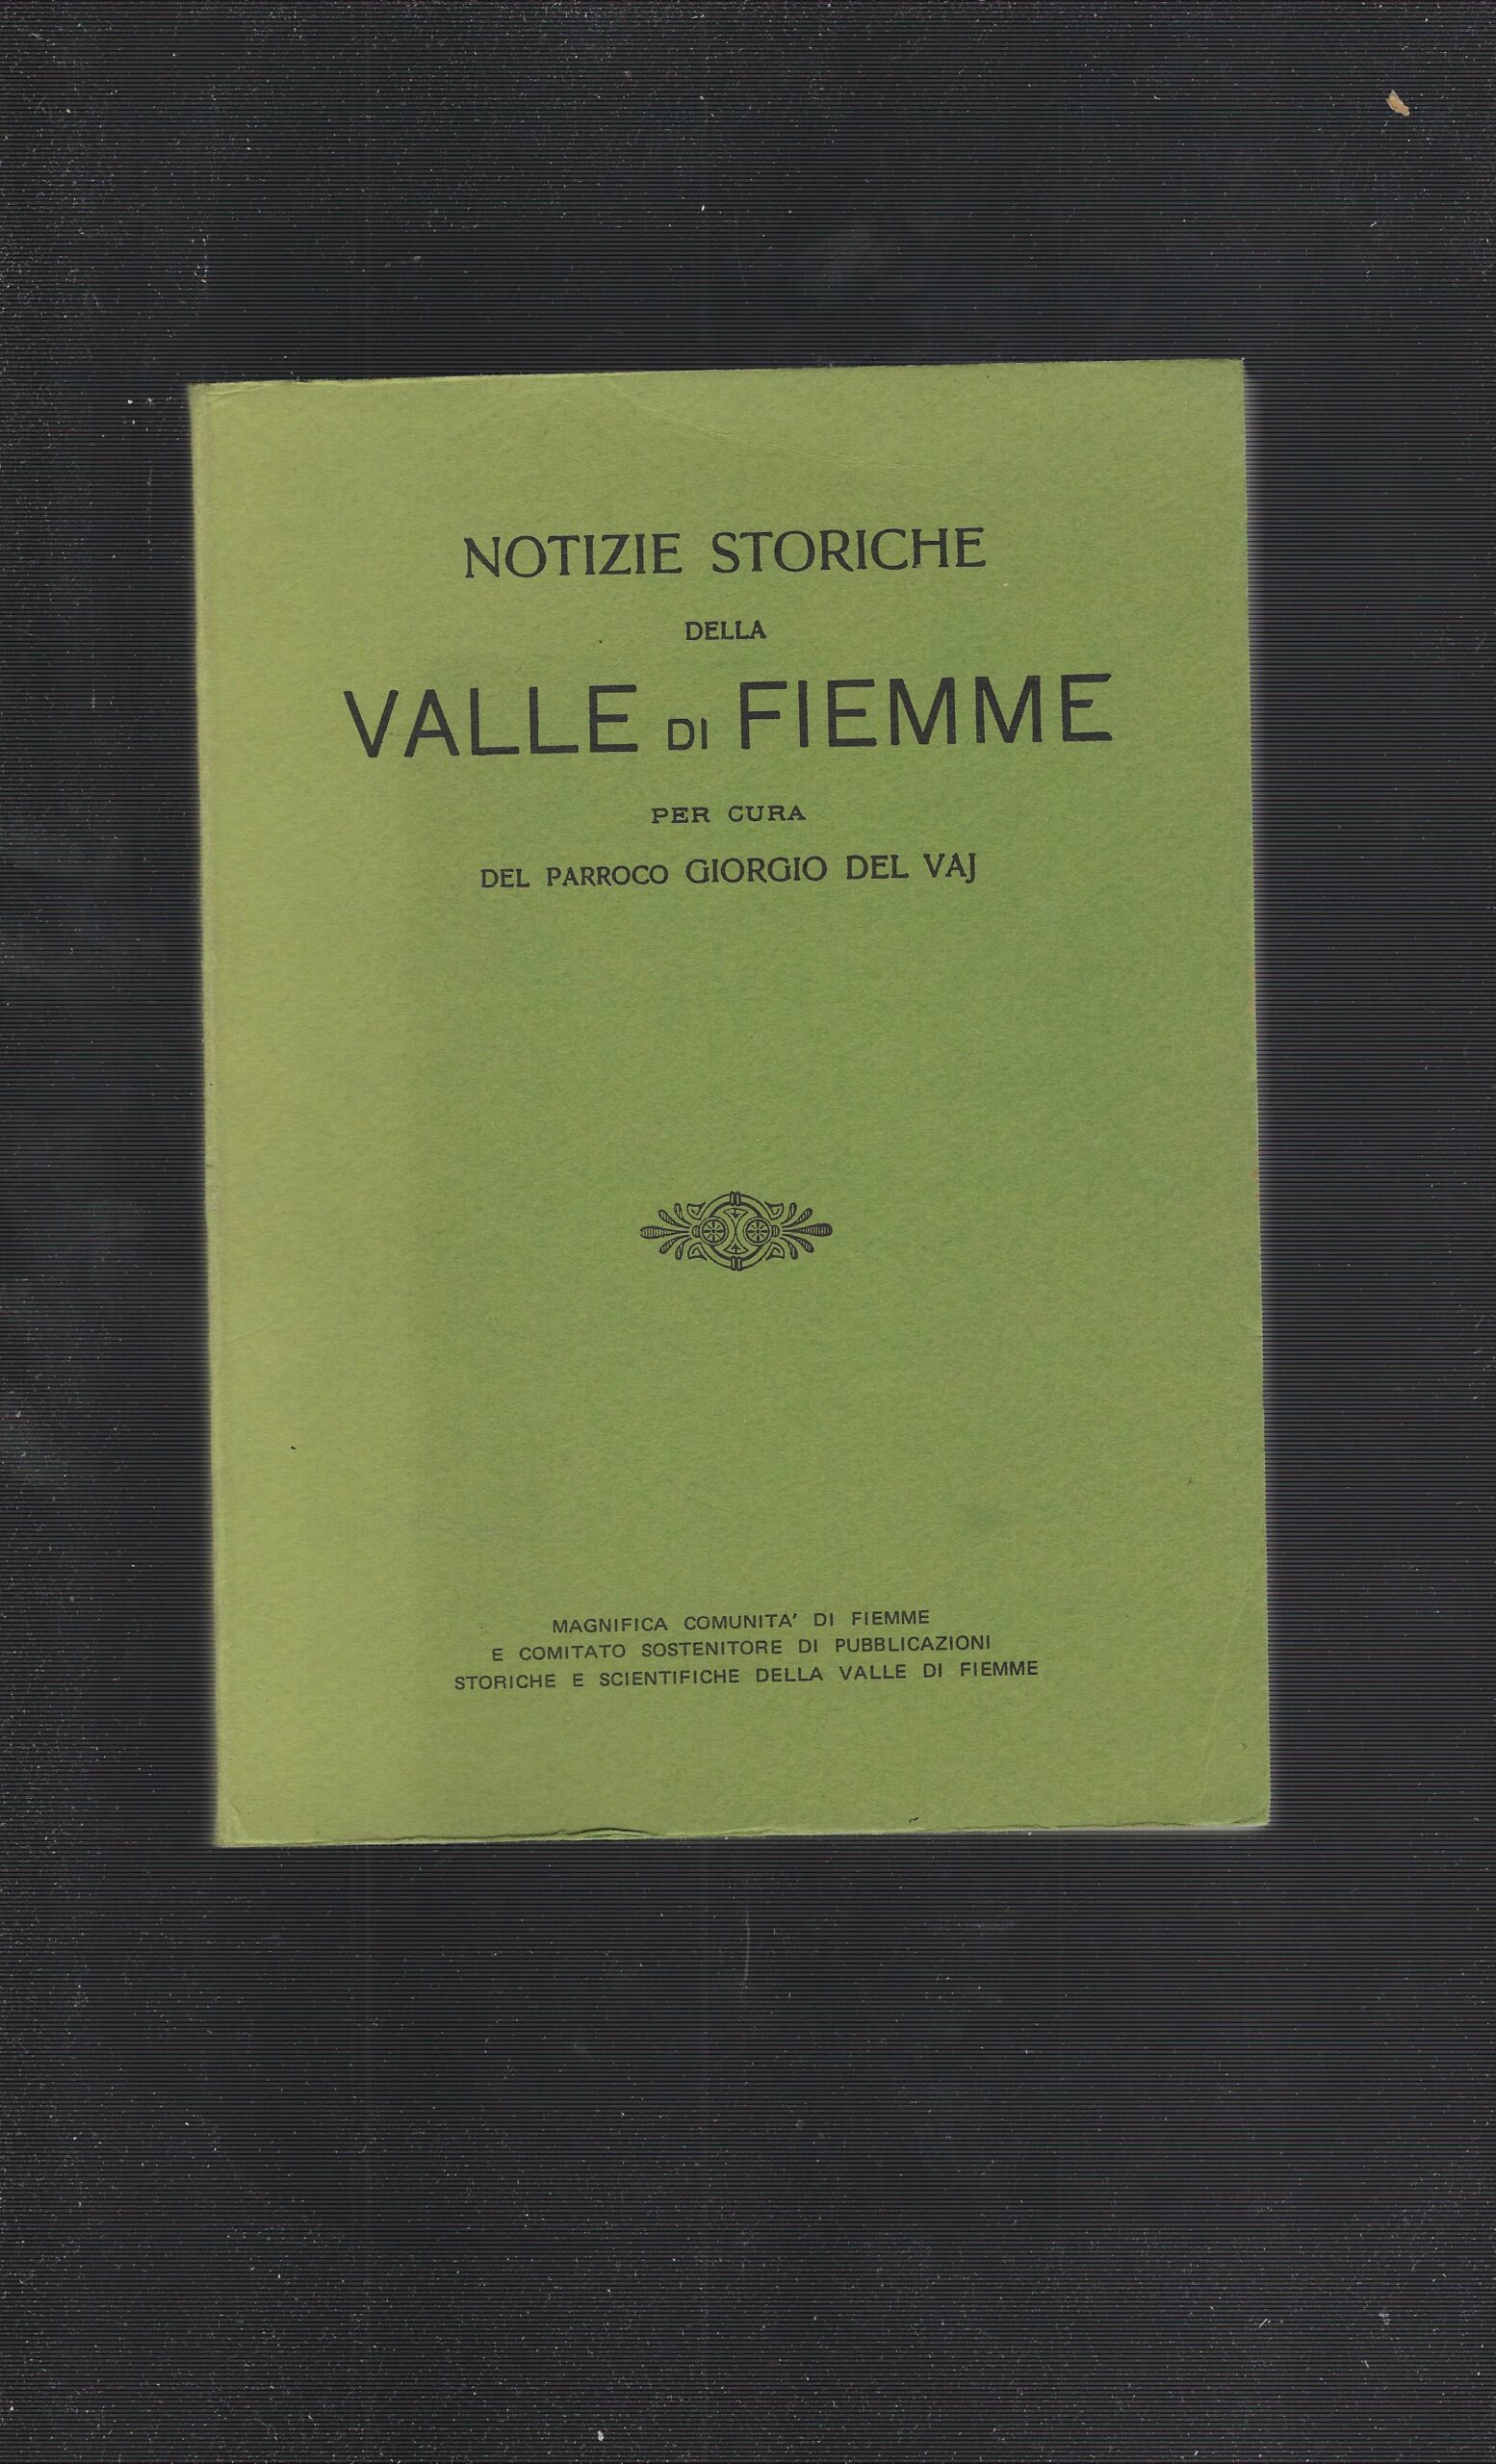 NOTIZIE STORICHE
DELLA
VALLE DI FIEMME
PER CURA
DEL PARROCO GIORGIO DEL VAJ
MAGNIFICA COMUNITA' DI FIEMME
E COMITATO SOSTENITORE DI PUBBLICAZIONI
STORICHE E SCIENTIFICHE DELLA VALLE DI FIEMME